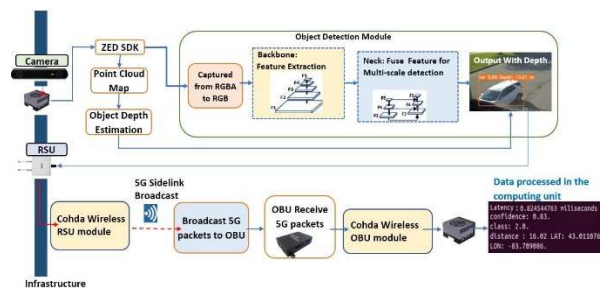 Object Detection Module
ZED SDK
Camera
Point Cloud
Map
Object Depth
Estimation
Captured
from RGBA
to RGB
Backbone:
Feature Extraction
Neck: Fuse Feature for
Multi-scale detection
Output With Depth
RSU
5G Sidelink
Broadcast
Cohda Wireless
RSU module
Broadcast 5G
packets to OBU
OBU Receive
5G packets
Cohda Wireless
OBU module
Data processed in the
computing unit
Latency: 0.824544763 milliseconds
confidence: 0.83.
class: 2.0.
distance : 16.02 LAT: 43.011076
LON: -83.709086.
Infrastructure